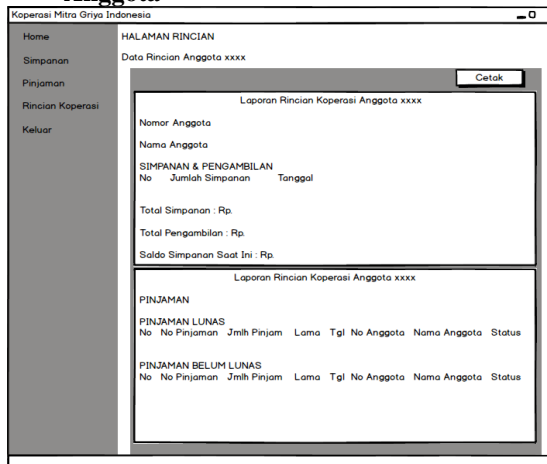 Anggota
Koperasi Mitra Griya Indonesia
Home
Simpanan
Pinjaman
Rincian Koperasi
Keluar
HALAMAN RINCIAN
Data Rincian Anggota xxxx
Cetak
Laporan Rincian Koperasi Anggota xxxx
Nomor Anggota
Nama Anggota
SIMPANAN & PENGAMBILAN
No Jumlah Simpanan Tanggal
Total Simpanan : Rp.
Total Pengambilan : Rp.
Saldo Simpanan Saat Ini : Rp.
Laporan Rincian Koperasi Anggota xxxx
PINJAMAN
PINJAMAN LUNAS
No No Pinjaman Jmlh Pinjam Lama Tgl No Anggota Nama Anggota Status
PINJAMAN BELUM LUNAS
No No Pinjaman Jmlh Pinjam Lama Tgl No Anggota Nama Anggota Status